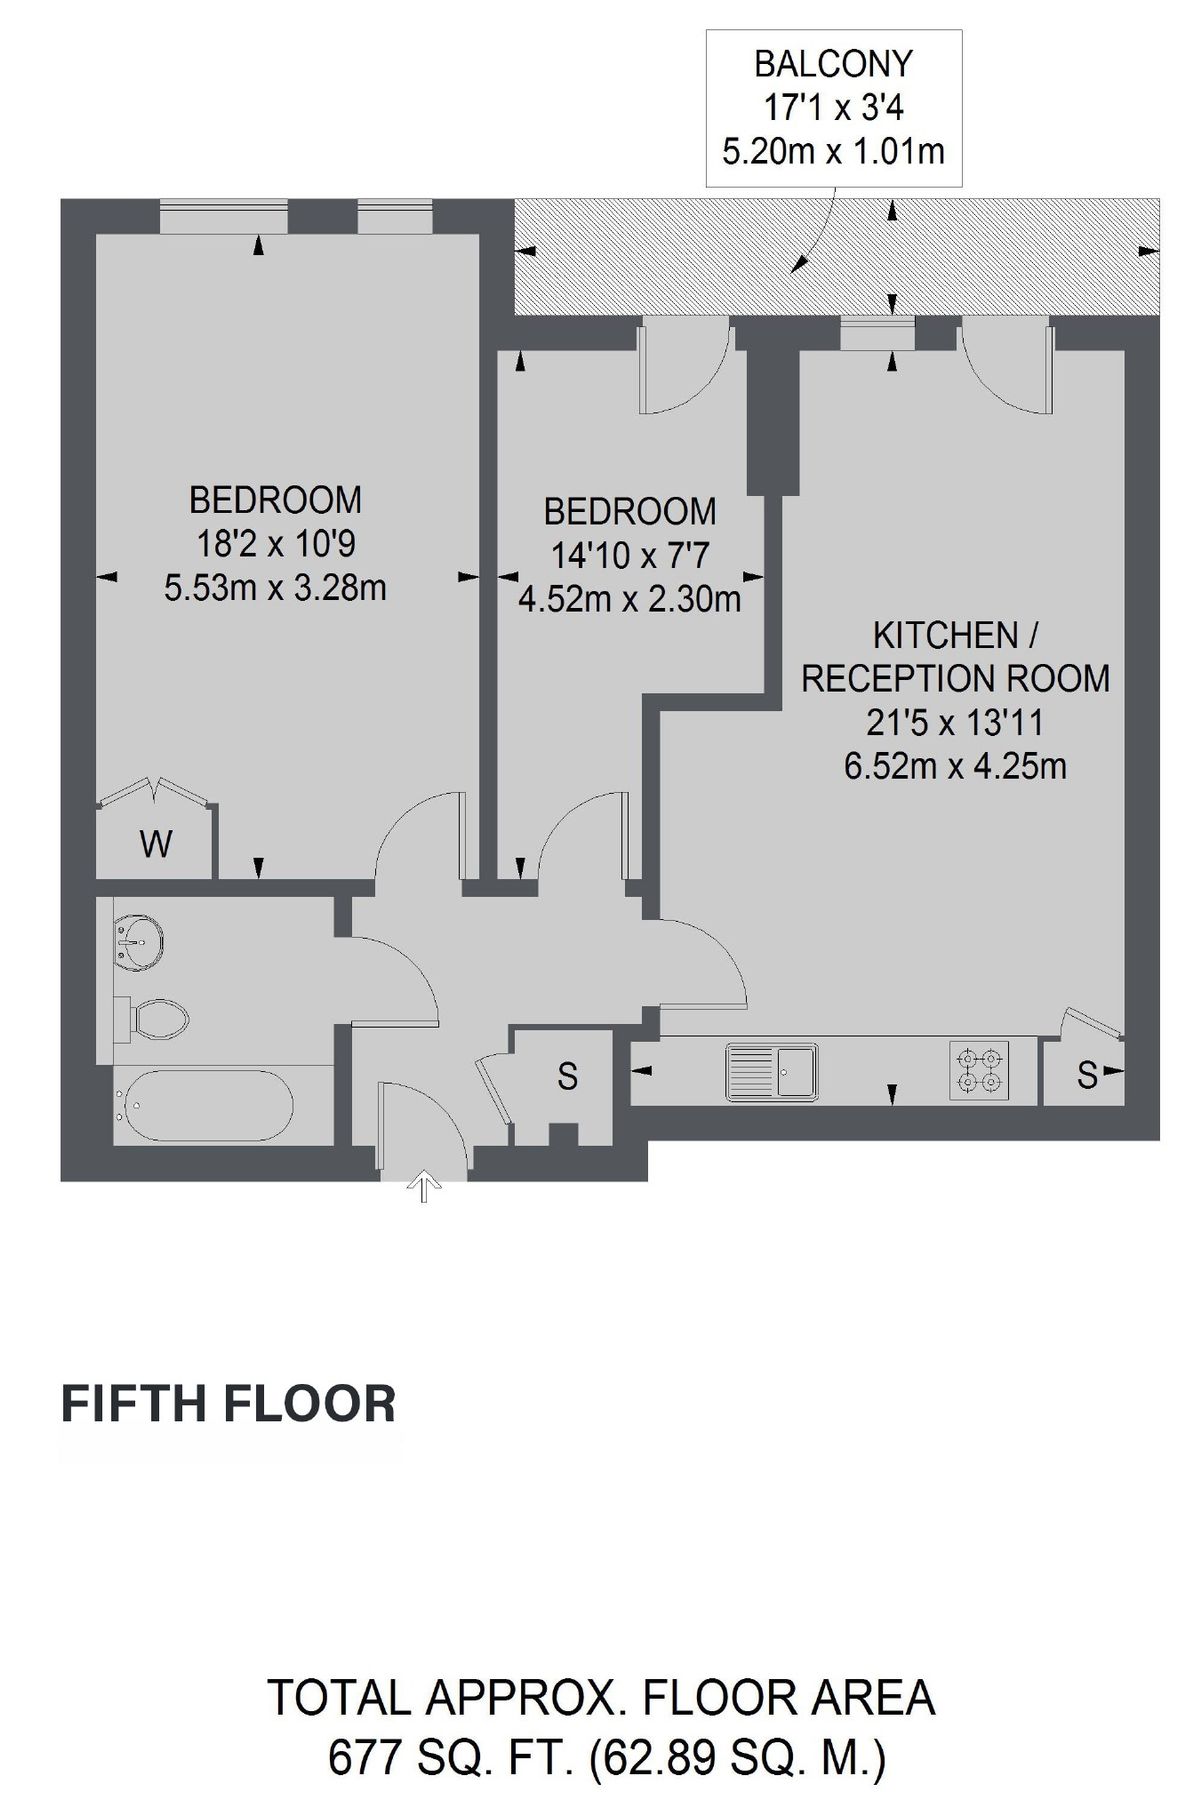 BALCONY
17'1 x 3'4
5.20m x 1.01m
BEDROOM
18'2 x 10'9
5.53m x 3.28m
BEDROOM
14'10 x 7'7
4.52m x 2.30m
KITCHEN /
RECEPTION ROOM
21'5 x 13'11
6.52m x 4.25m
W
S
S
FIFTH FLOOR
TOTAL APPROX. FLOOR AREA
677 SQ. FT. (62.89 SQ. M.)